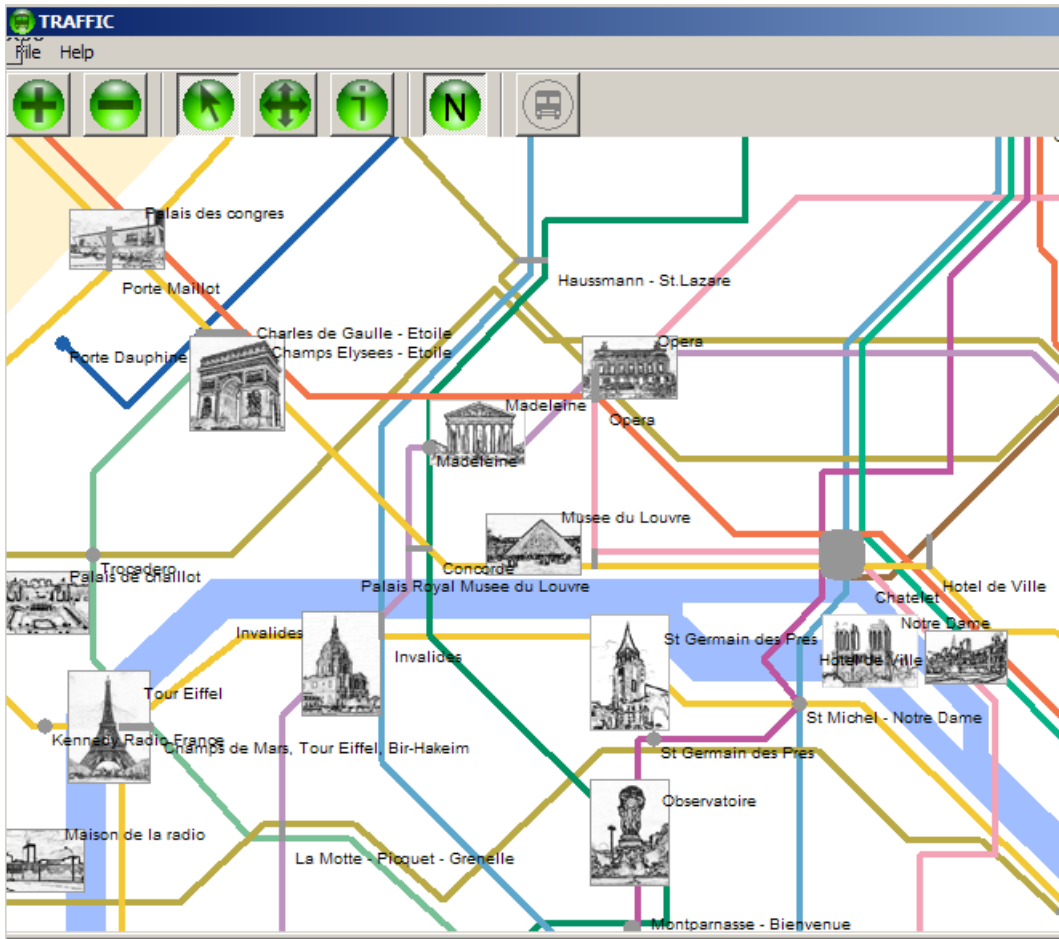 TRAFFIC
File Help
N
Palais des congres
Porte Maillot
Haussmann - St.Lazare
Charles de Gaulle - Etoile
Champs Elysees - Etoile
Porte Dauphine
Opera
Madeleine
Opera
Madeleine
Musee du Louvre
Trocadero
Concorde
Palais de chaillot
Palais Royal Musee du Louvre
Hotel de Ville
Chatelet
Invalides
St Germain des Pres
Notre Dame
Invalides
Hotel de Ville
Tour Eiffel
St Michel - Notre Dame
Kennedy Radio France
Champs de Mars, Tour Eiffel, Bir-Hakeim
St Germain des Pres
Observatoire
Maison de la radio
La Motte - Picquet - Grenelle
Montparnasse - Bienvenue